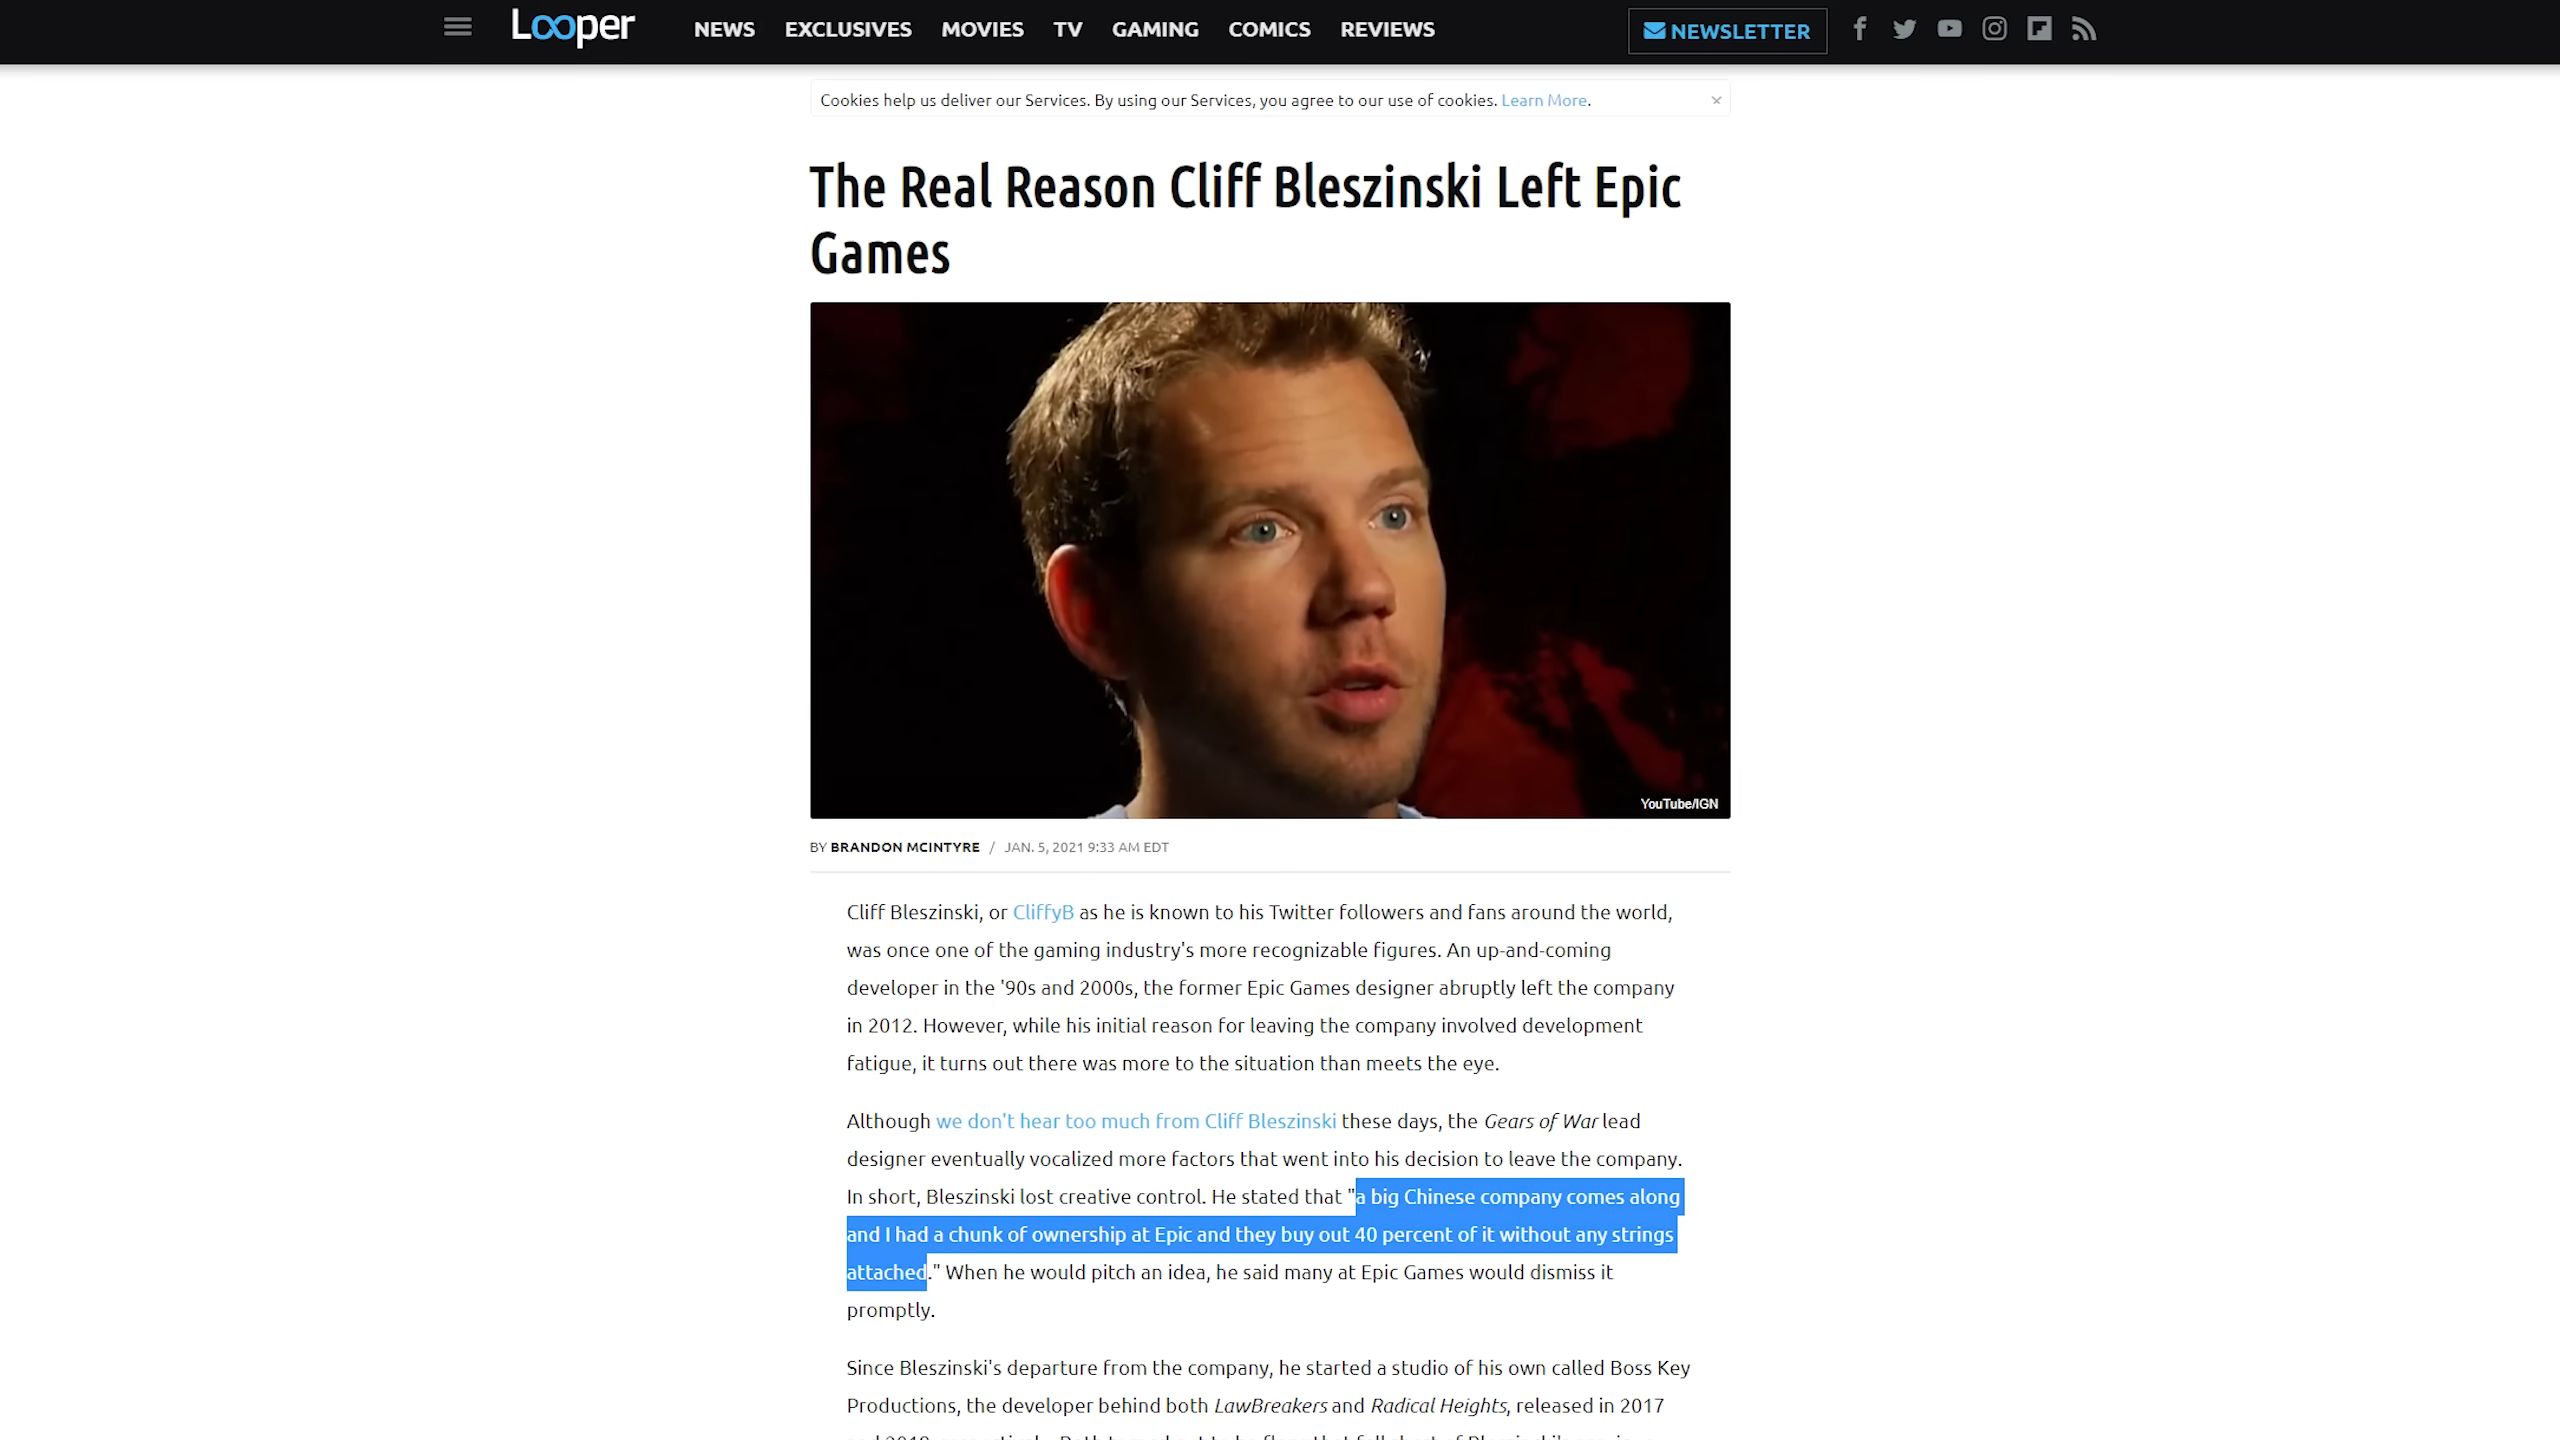 Looper NEWS EXCLUSIVES MOVIES TV GAMING COMICS REVIEWS NEWSLETTER
Cookies help us deliver our Services. By using our Services, you agree to our use of cookies. Learn More. ×
The Real Reason Cliff Bleszinski Left Epic
Games
YouTube/IGN
BY BRANDON MCINTYRE / JAN. 5, 2021 9:33 AM EDT
Cliff Bleszinski, or CliffyB as he is known to his Twitter followers and fans around the world,
was once one of the gaming industry's more recognizable figures. An up-and-coming
developer in the '90s and 2000s, the former Epic Games designer abruptly left the company
in 2012. However, while his initial reason for leaving the company involved development
fatigue, it turns out there was more to the situation than meets the eye.
Although we don't hear too much from Cliff Bleszinski these days, the Gears of War lead
designer eventually vocalized more factors that went into his decision to leave the company.
In short, Bleszinski lost creative control. He stated that "a big Chinese company comes along
and I had a chunk of ownership at Epic and they buy out 40 percent of it without any strings
attached." When he would pitch an idea, he said many at Epic Games would dismiss it
promptly.
Since Bleszinski's departure from the company, he started a studio of his own called Boss Key
Productions, the developer behind both LawBreakers and Radical Heights, released in 2017